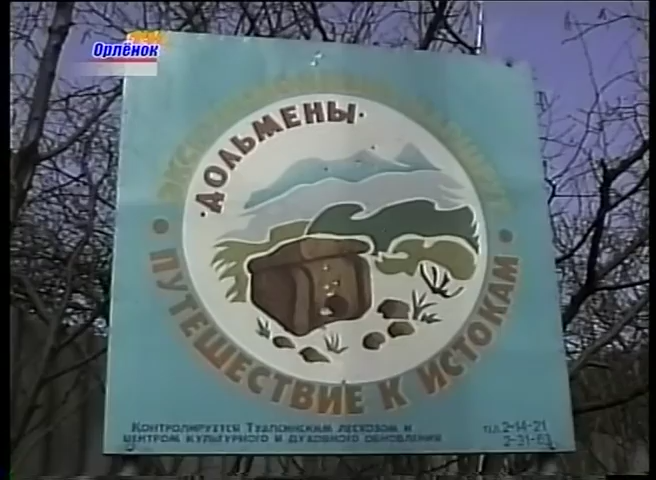 Орлёнок
ДОЛЬМЕНЫ
ПУТЕШЕСТВИЕ К ИСТОКАМ
Контролируется Туапсинским лесхозом и
центром культурного и духовного обновления
тел. 2-14-21
2-31-63